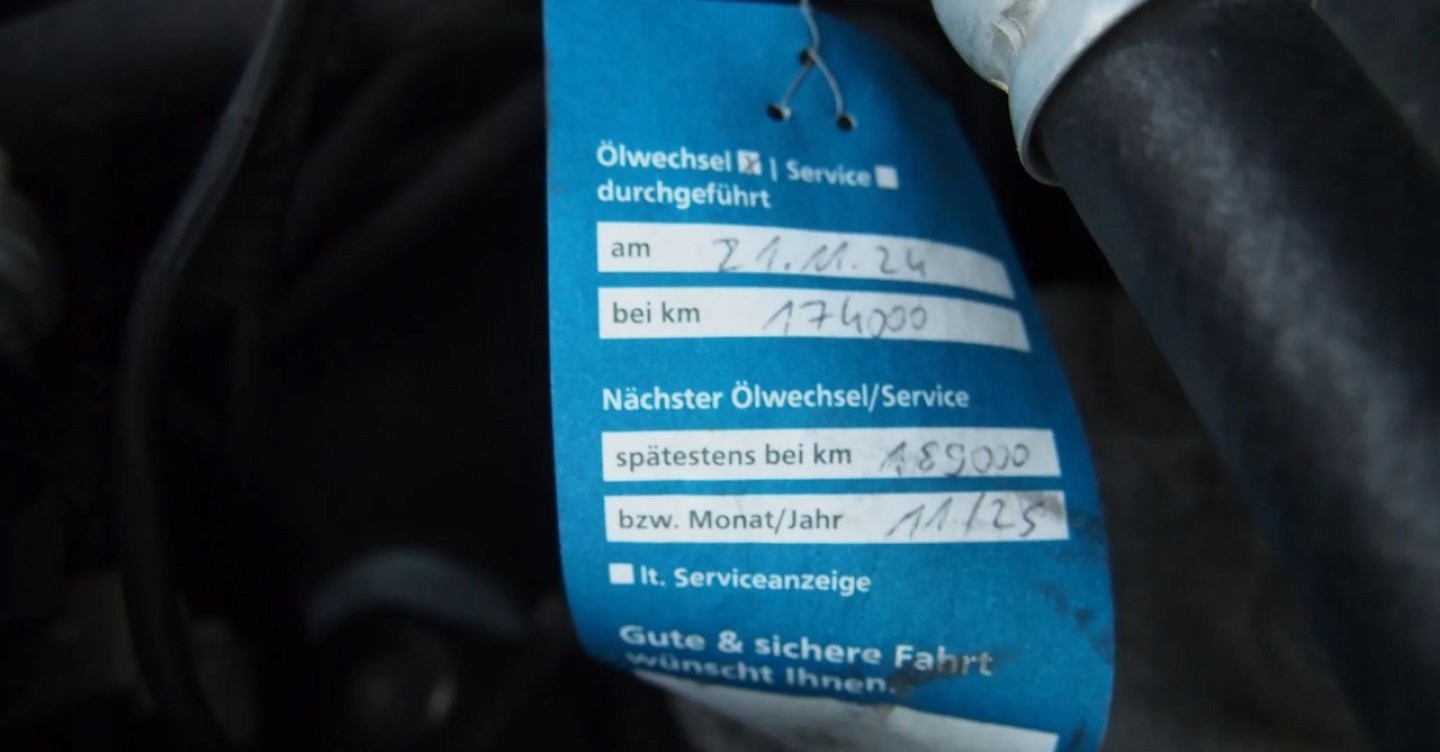 Ölwechsel ☒ | Service ☐
durchgeführt
am 21.11.24
bei km 174000
Nächster Ölwechsel/Service
spätestens bei km 189000
bzw. Monat/Jahr 11/25
☐ lt. Serviceanzeige
Gute & sichere Fahrt
wünscht Ihnen.